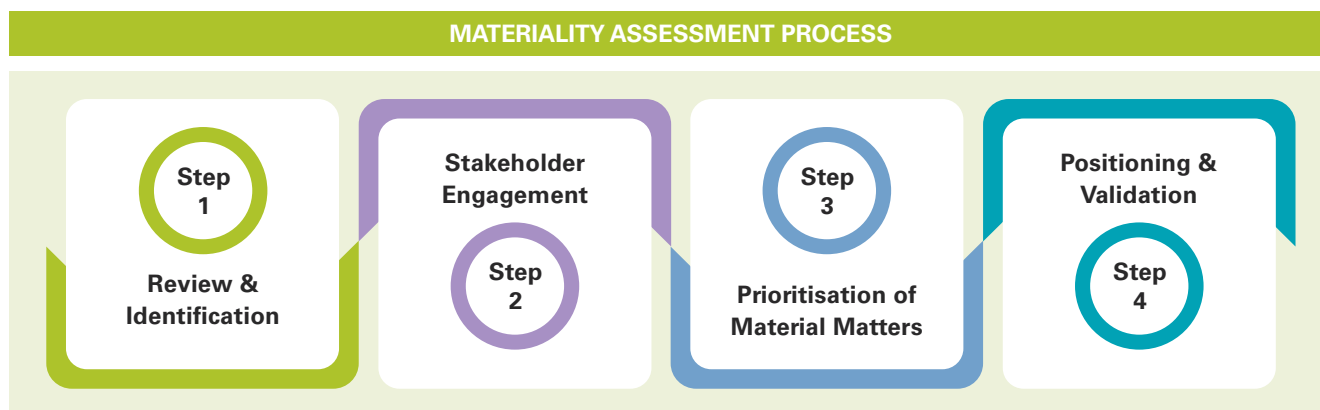 MATERIALITY ASSESSMENT PROCESS
Step
1
Review &
Identification
Stakeholder
Engagement
Step
2
Step
3
Prioritisation of
Material Matters
Positioning &
Validation
Step
4